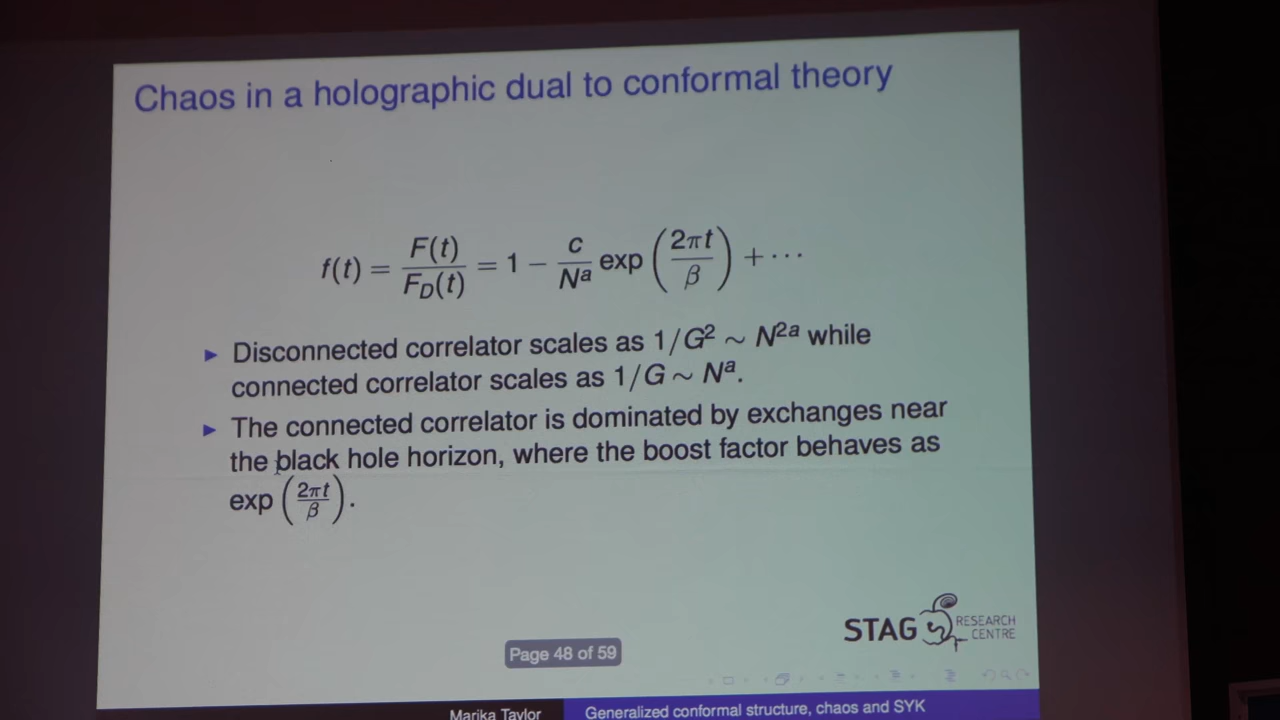 Chaos in a holographic dual to conformal theory
f(t) = F(t)/F_D(t) = 1 − c/N^a exp(2πt/β) + ⋯
► Disconnected correlator scales as 1/G² ∼ N^{2a} while
connected correlator scales as 1/G ∼ N^a.
► The connected correlator is dominated by exchanges near
the black hole horizon, where the boost factor behaves as
exp(2πt/β).
STAG RESEARCH
CENTRE
Page 48 of 59
Marika Taylor Generalized conformal structure, chaos and SYK